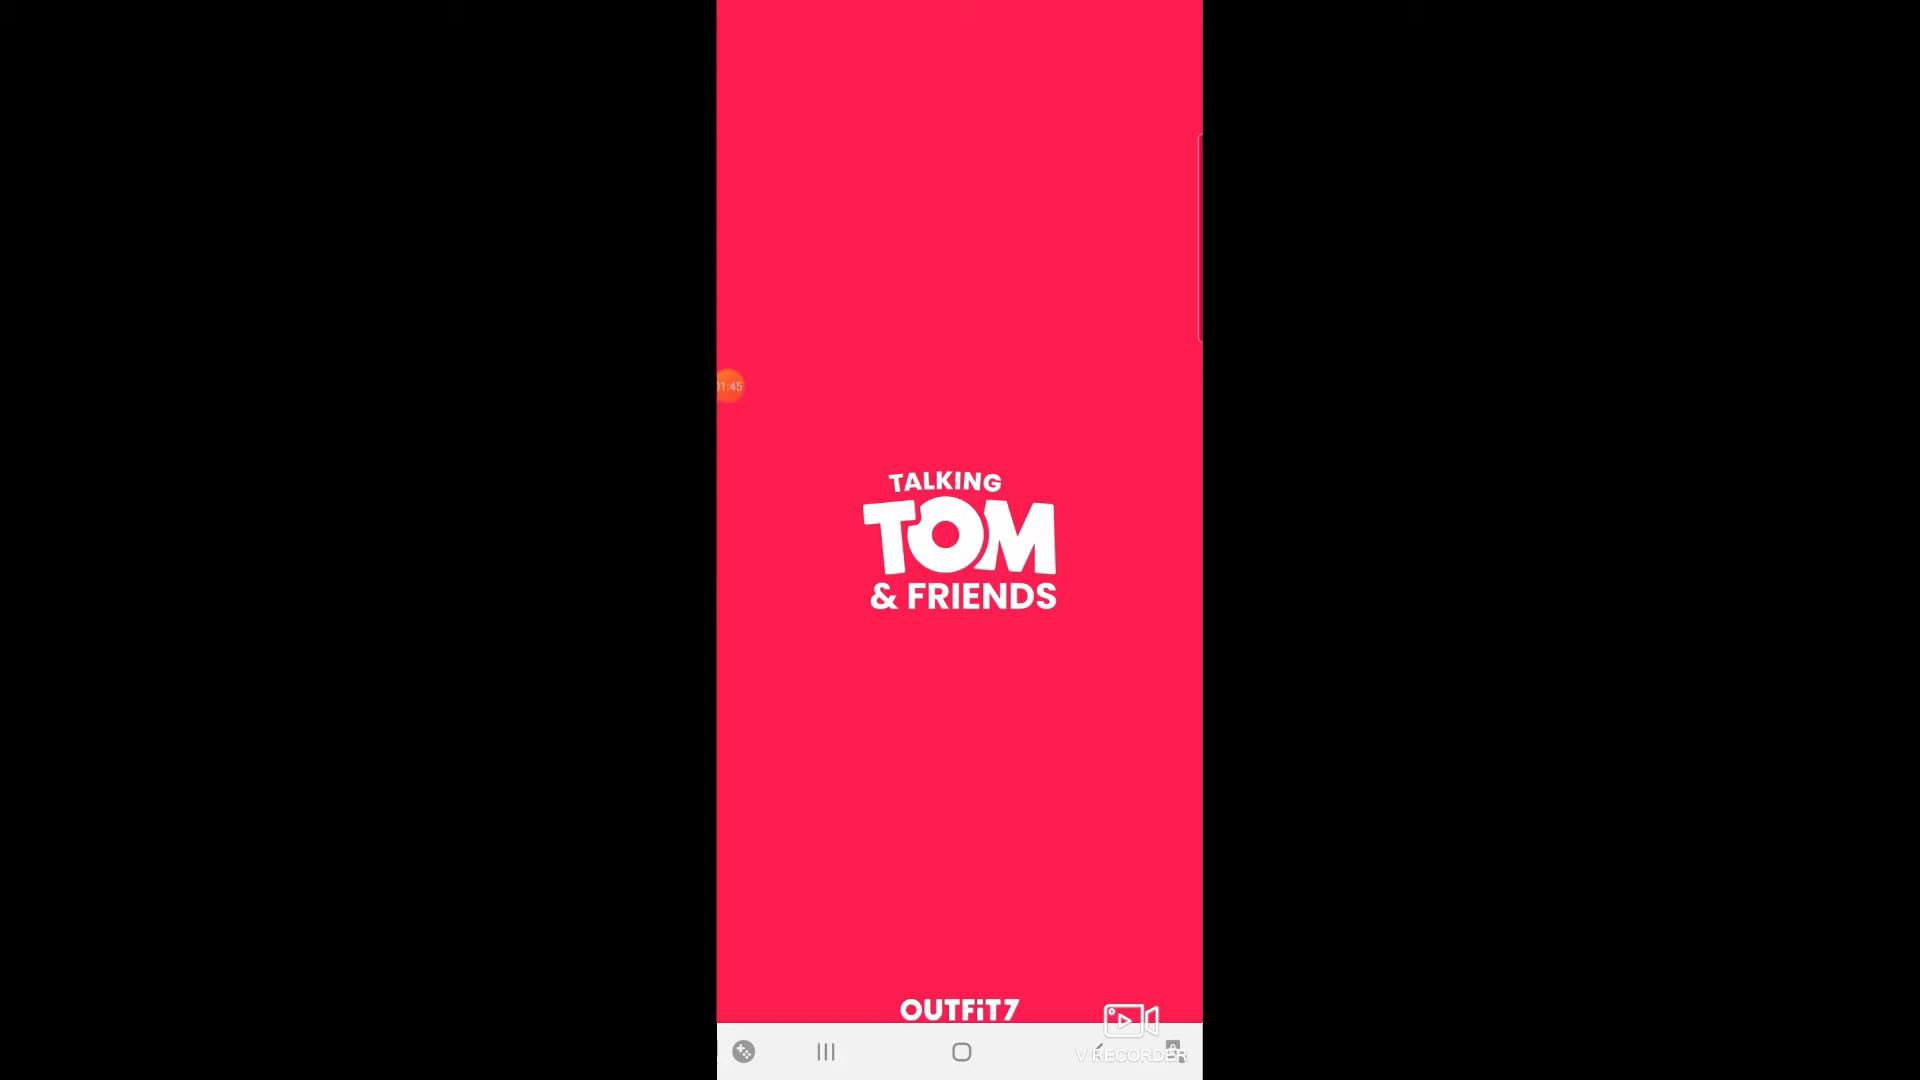 01:45
TALKING
TOM
& FRIENDS
OUTFiT7
V RECORDER